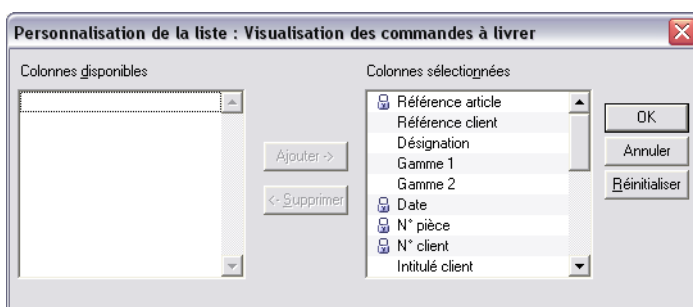 Personnalisation de la liste : Visualisation des commandes à livrer
Colonnes disponibles
Colonnes sélectionnées
Référence article
Référence client
Désignation
Gamme 1
Gamme 2
Date
N° pièce
N° client
Intitulé client
Ajouter ->
<- Supprimer
OK
Annuler
Réinitialiser